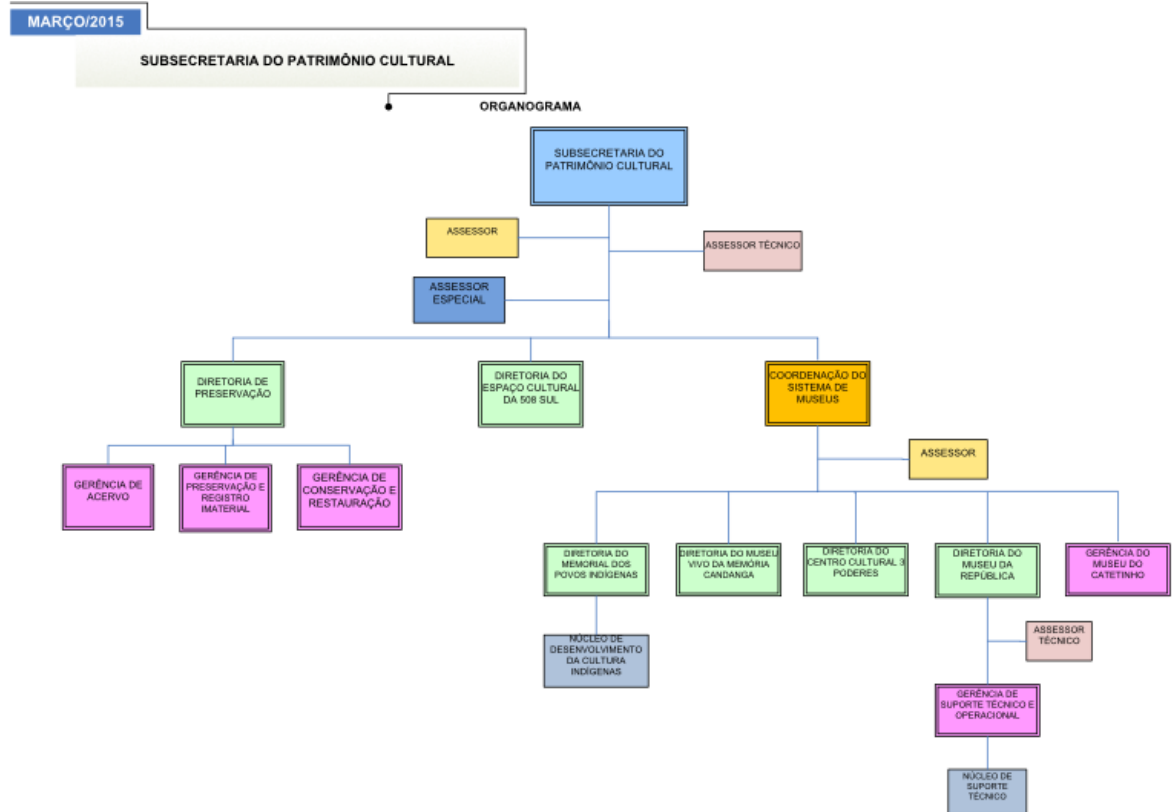 MARÇO/2015
SUBSECRETARIA DO PATRIMÔNIO CULTURAL
ORGANOGRAMA
SUBSECRETARIA DO
PATRIMÔNIO CULTURAL
ASSESSOR
ASSESSOR TÉCNICO
ASSESSOR
ESPECIAL
DIRETORIA DE
PRESERVAÇÃO
DIRETORIA DO
ESPAÇO CULTURAL
DA 508 SUL
COORDENAÇÃO DO
SISTEMA DE
MUSEUS
ASSESSOR
GERÊNCIA DE
ACERVO
GERÊNCIA DE
PRESERVAÇÃO E
REGISTRO
IMATERIAL
GERÊNCIA DE
CONSERVAÇÃO E
RESTAURAÇÃO
DIRETORIA DO
MEMORIAL DOS
POVOS INDÍGENAS
DIRETORIA DO MUSEU
VIVO DA MEMÓRIA
CANDANGA
DIRETORIA DO
CENTRO CULTURAL 3
PODERES
DIRETORIA DO
MUSEU DA
REPÚBLICA
GERÊNCIA DO
MUSEU DO
CATETINHO
NÚCLEO DE
DESENVOLVIMENTO
DA CULTURA
INDÍGENAS
ASSESSOR
TÉCNICO
GERÊNCIA DE
SUPORTE TÉCNICO E
OPERACIONAL
NÚCLEO DE
SUPORTE
TÉCNICO